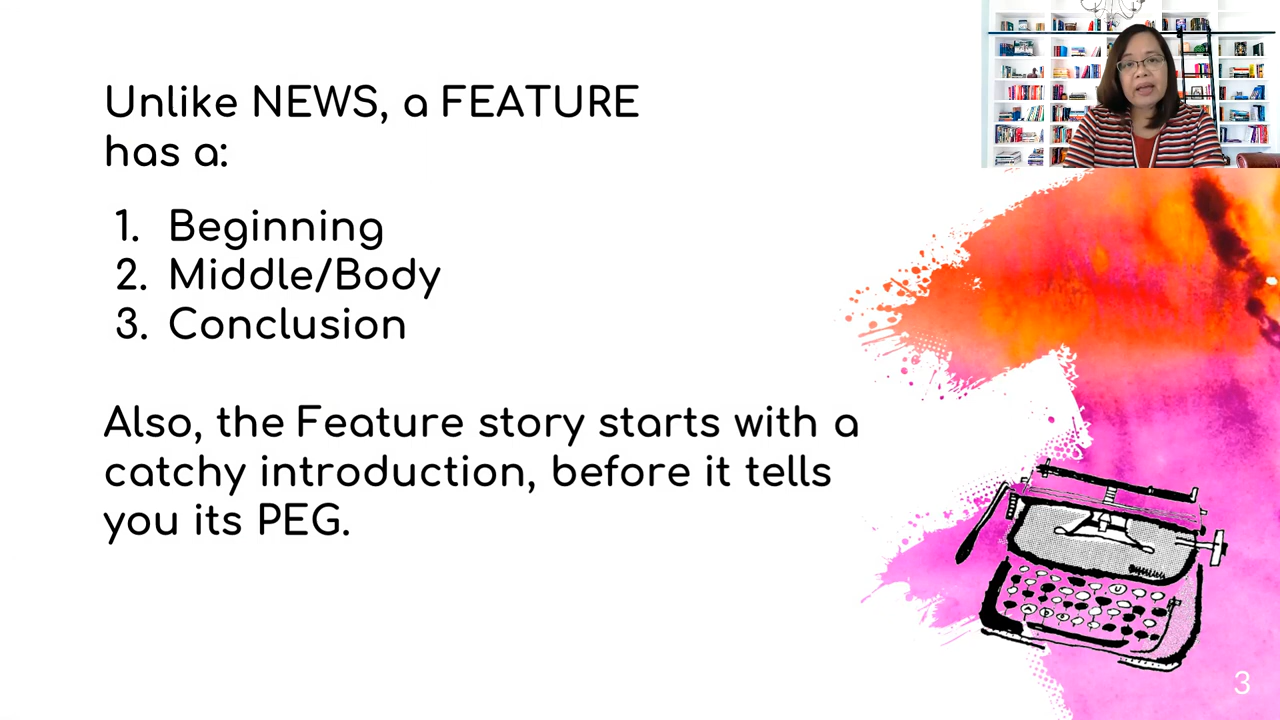 Unlike NEWS, a FEATURE
has a:
1. Beginning
2. Middle/Body
3. Conclusion
Also, the Feature story starts with a
catchy introduction, before it tells
you its PEG.
3